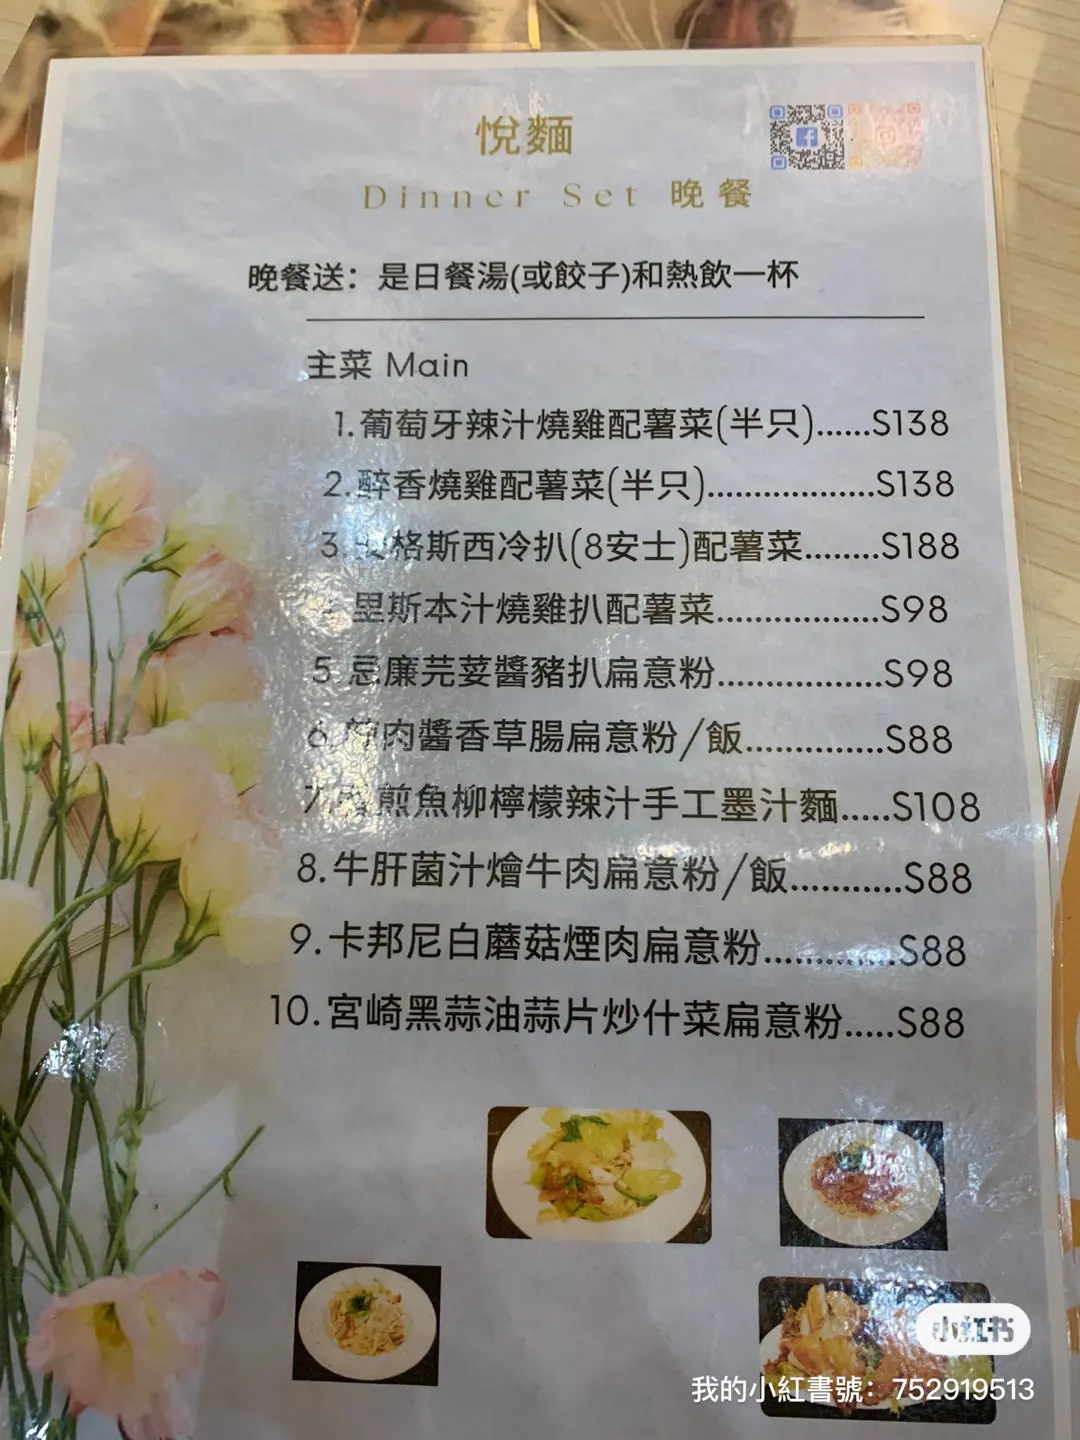 悅麵
Dinner Set 晚餐
晚餐送：是日餐湯(或餃子)和熱飲一杯
主菜 Main
1.葡萄牙辣汁燒雞配薯菜(半只)......S138
2.醉香燒雞配薯菜(半只)..................S138
3.格斯西冷扒(8安士)配薯菜........S188
里斯本汁燒雞扒配薯菜.................S98
5 忌廉芫荽醬豬扒扁意粉.................S98
6.肉醬香草腸扁意粉/飯..............S88
7.煎魚柳檸檬辣汁手工墨汁麵.....S108
8.牛肝菌汁燴牛肉扁意粉/飯...........S88
9.卡邦尼白蘑菇煙肉扁意粉............S88
10.宮崎黑蒜油蒜片炒什菜扁意粉.....S88
小红书
我的小紅書號：752919513